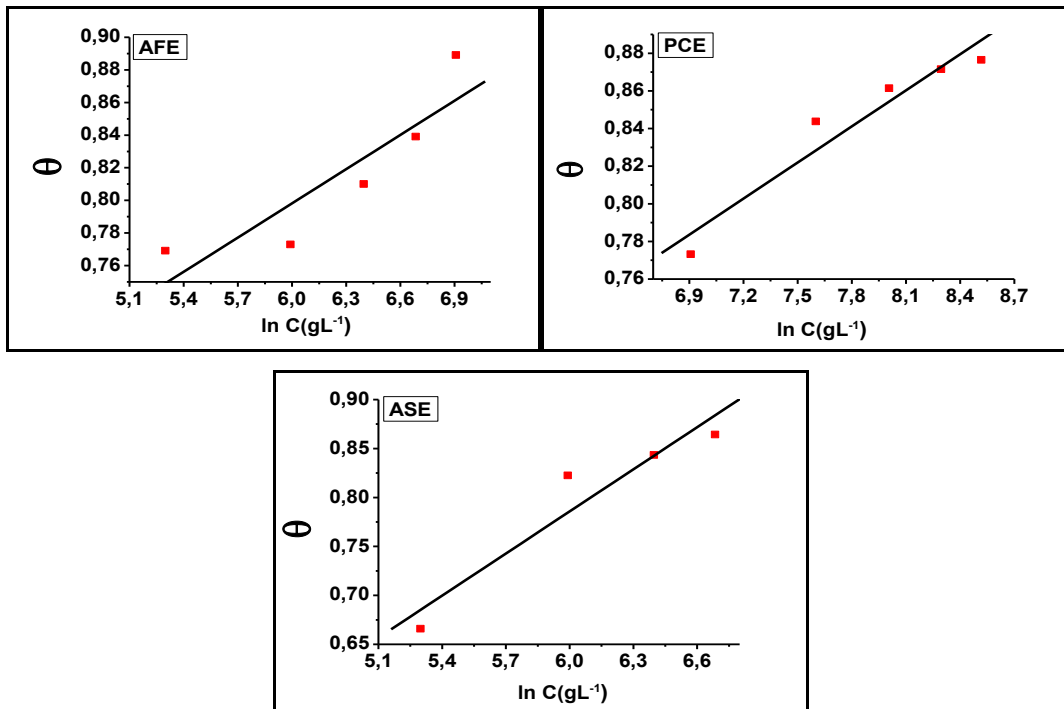 AFE
0,90
0,88
0,86
0,84
0,82
0,80
0,78
0,76
θ
5,1 5,4 5,7 6,0 6,3 6,6 6,9
ln C(gL⁻¹)
PCE
0,88
0,84
0,82
0,80
0,78
0,76
θ
6,9 7,2 7,5 7,8 8,1 8,4 8,7
ln C(gL⁻¹)
ASE
0,90
0,85
0,80
0,75
0,70
0,65
θ
5,1 5,4 5,7 6,0 6,3 6,6
ln C(gL⁻¹)